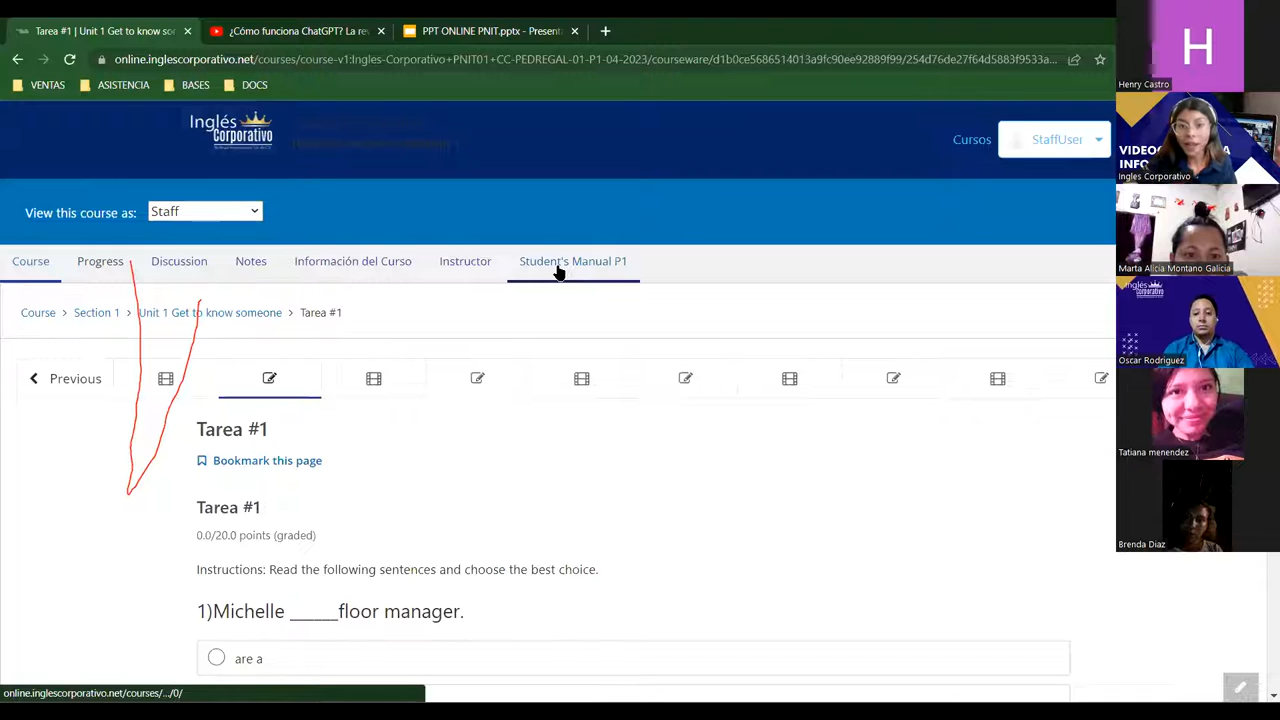 Tarea #1 | Unit 1 Get to know so
¿Cómo funciona ChatGPT? La re
PPT ONLINE PNIT.pptx - Present
online.inglescorporativo.net/courses/course-v1:Ingles-Corporativo+PNIT01+CC-PEDREGAL-01-P1-04-2023/courseware/d1b0ce5686514013a9fc90ee92889f99/254d76de27f64d5883f9533a...
VENTAS ASISTENCIA BASES DOCS
Inglés
Corporativo
Cursos StaffUser
View this course as: Staff
Course Progress Discussion Notes Información del Curso Instructor Student's Manual P1
Course > Section 1 > Unit 1 Get to know someone > Tarea #1
Previous
Tarea #1
Bookmark this page
Tarea #1
0.0/20.0 points (graded)
Instructions: Read the following sentences and choose the best choice.
1)Michelle ______floor manager.
are a
online.inglescorporativo.net/courses/.../0/
H
Henry Castro
Ingles Corporativo
Marta Alicia Montano Galicia
Inglés
Corporativo
Oscar Rodriguez
Tatiana menendez
Brenda Diaz